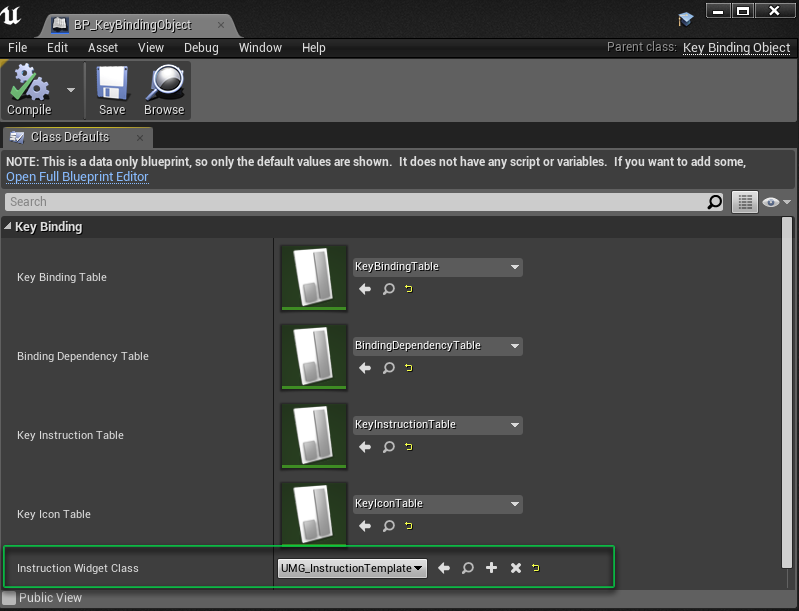 BP_KeyBindingObject
File Edit Asset View Debug Window Help Parent class: Key Binding Object
Compile Save Browse
Class Defaults
NOTE: This is a data only blueprint, so only the default values are shown. It does not have any script or variables. If you want to add some,
Open Full Blueprint Editor
Search
Key Binding
Key Binding Table KeyBindingTable
Binding Dependency Table BindingDependencyTable
Key Instruction Table KeyInstructionTable
Key Icon Table KeyIconTable
Instruction Widget Class UMG_InstructionTemplate
Public View